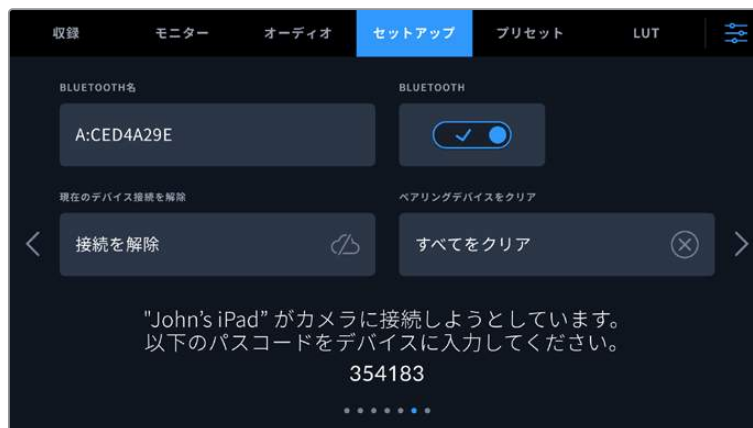 収録 モニター オーディオ セットアップ プリセット LUT
BLUETOOTH名 BLUETOOTH
A:CED4A29E
現在のデバイス接続を解除 ペアリングデバイスをクリア
接続を解除 すべてをクリア
"John’s iPad” がカメラに接続しようとしています。
以下のパスコードをデバイスに入力してください。
354183